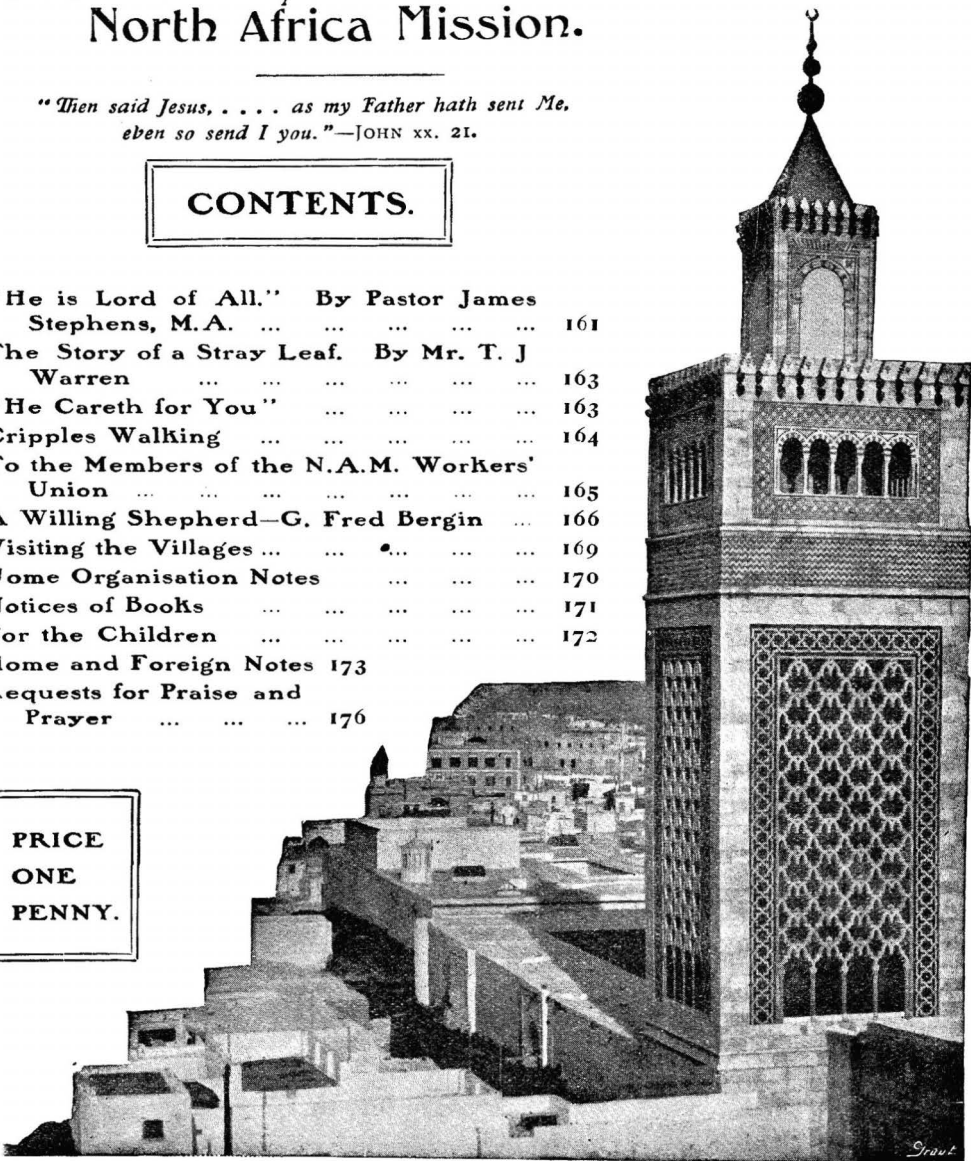 North Africa Mission.
"Then said Jesus, . . . . . as my Father hath sent Me,
eben so send I you."—JOHN xx. 21.
CONTENTS.
He is Lord of All." By Pastor James
Stephens, M.A. ... ... ... ... ... 161
The Story of a Stray Leaf. By Mr. T. J
Warren ... ... ... ... ... ... 163
He Careth for You" ... ... ... ... 163
Cripples Walking ... ... ... ... ... 164
To the Members of the N.A.M. Workers'
Union ... ... ... ... ... ... ... 165
A Willing Shepherd—G. Fred Bergin ... 166
Visiting the Villages ... ... ... ... ... 169
Home Organisation Notes ... ... ... 170
Notices of Books ... ... ... ... ... 171
For the Children ... ... ... ... ... 172
Home and Foreign Notes 173
Requests for Praise and
Prayer ... ... ... 176
PRICE
ONE
PENNY.